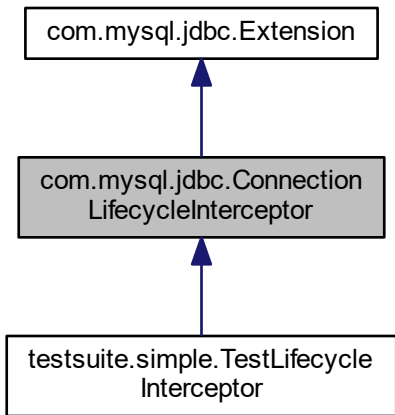 com.mysql.jdbc.Extension
com.mysql.jdbc.Connection
LifecycleInterceptor
testsuite.simple.TestLifecycle
Interceptor